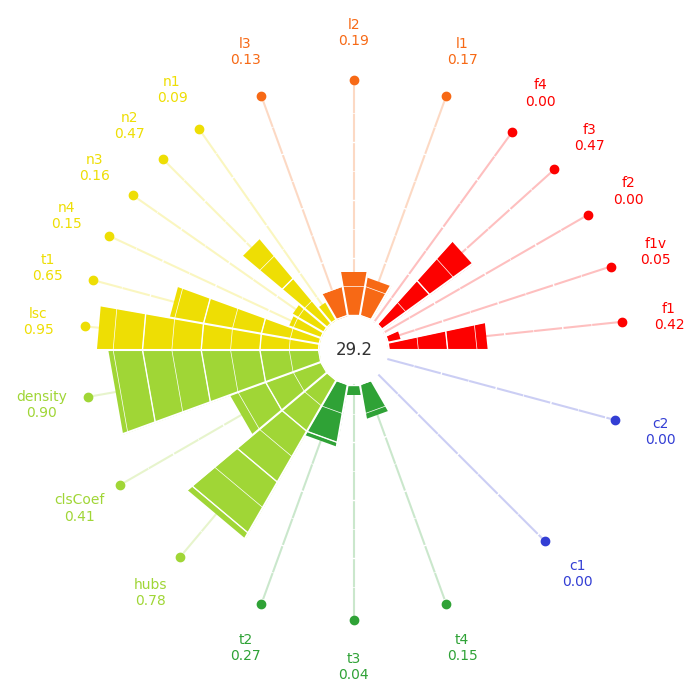 l2
0.19
l1
0.17
l3
0.13
f4
0.00
n1
0.09
f3
0.47
n2
0.47
f2
0.00
n3
0.16
n4
0.15
f1v
0.05
t1
0.65
f1
0.42
lsc
0.95
29.2
density
0.90
c2
0.00
clsCoef
0.41
c1
0.00
hubs
0.78
t2
0.27
t3
0.04
t4
0.15